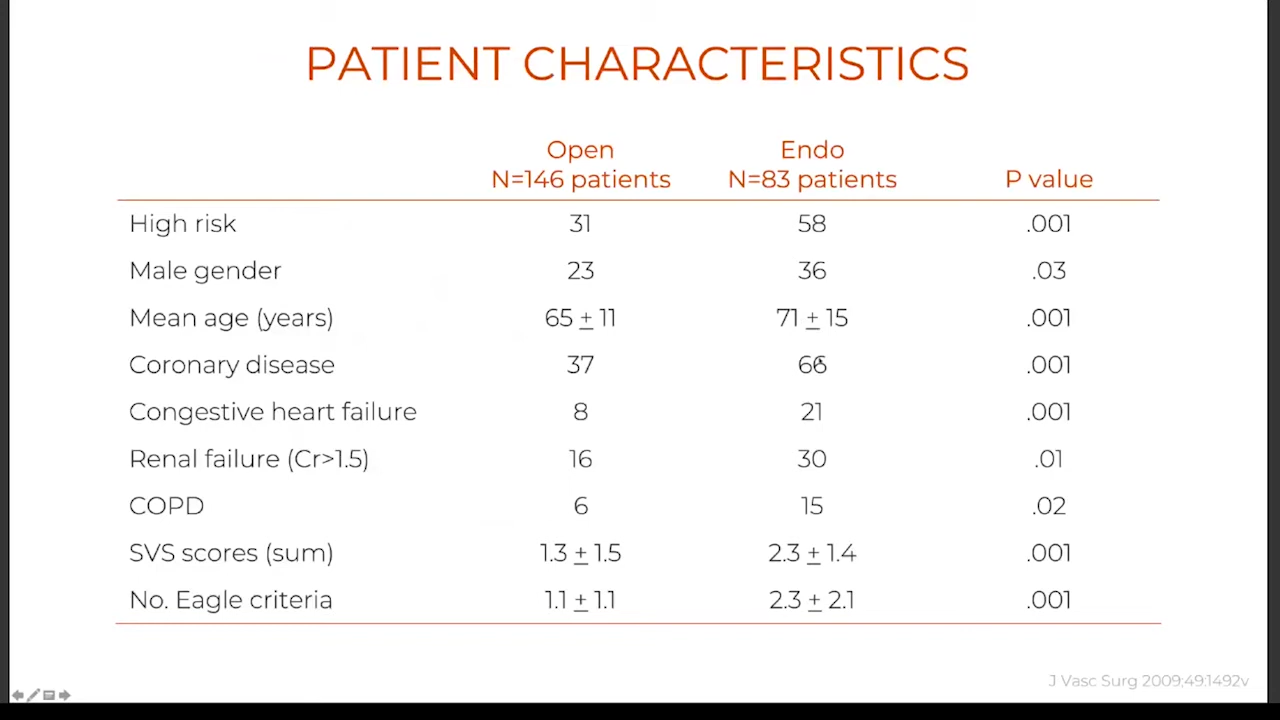 PATIENT CHARACTERISTICS
Open Endo
N=146 patients N=83 patients P value
High risk 31 58 .001
Male gender 23 36 .03
Mean age (years) 65 ± 11 71 ± 15 .001
Coronary disease 37 66 .001
Congestive heart failure 8 21 .001
Renal failure (Cr>1.5) 16 30 .01
COPD 6 15 .02
SVS scores (sum) 1.3 ± 1.5 2.3 ± 1.4 .001
No. Eagle criteria 1.1 ± 1.1 2.3 ± 2.1 .001
J Vasc Surg 2009;49:1492v